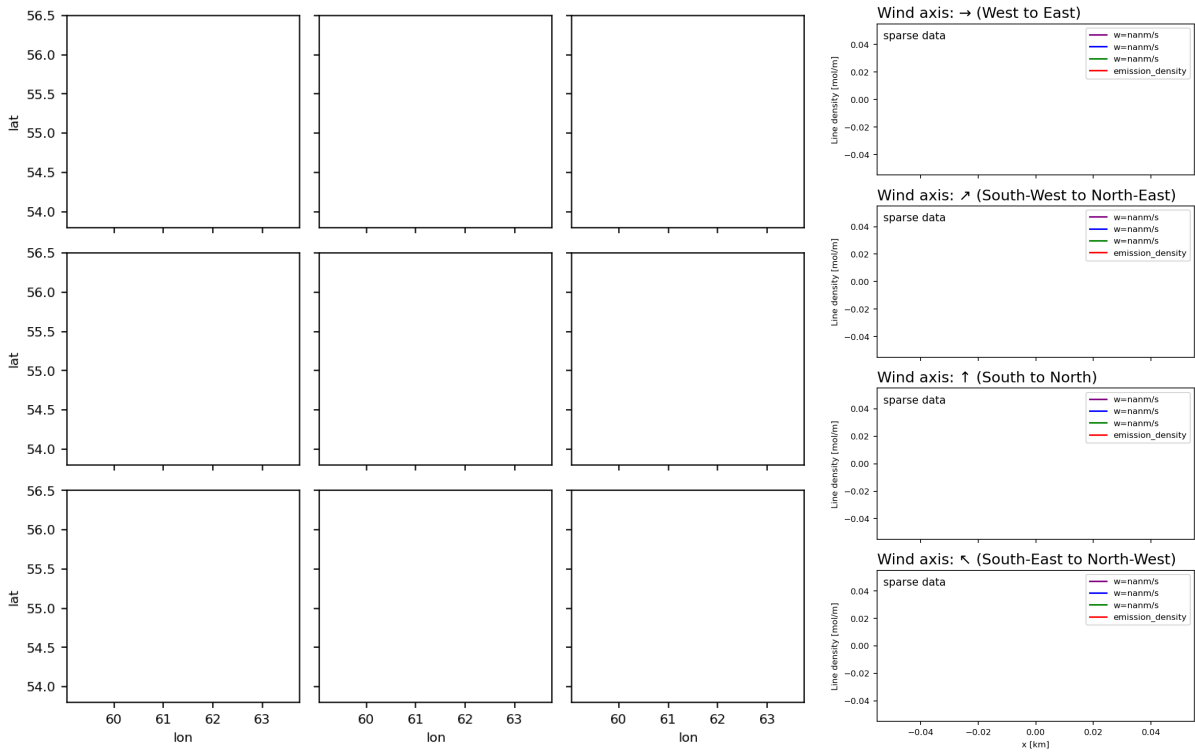 56.5
56.0
55.5
55.0
54.5
54.0
lat
56.5
56.0
55.5
55.0
54.5
54.0
lat
56.5
56.0
55.5
55.0
54.5
54.0
lat
60 61 62 63
lon
60 61 62 63
lon
60 61 62 63
lon
Wind axis: → (West to East)
sparse data
w=nanm/s
w=nanm/s
w=nanm/s
emission_density
0.04
0.02
0.00
−0.02
−0.04
Line density [mol/m]
Wind axis: ↗ (South-West to North-East)
sparse data
w=nanm/s
w=nanm/s
w=nanm/s
emission_density
0.04
0.02
0.00
−0.02
−0.04
Line density [mol/m]
Wind axis: ↑ (South to North)
sparse data
w=nanm/s
w=nanm/s
w=nanm/s
emission_density
0.04
0.02
0.00
−0.02
−0.04
Line density [mol/m]
Wind axis: ↖ (South-East to North-West)
sparse data
w=nanm/s
w=nanm/s
w=nanm/s
emission_density
0.04
0.02
0.00
−0.02
−0.04
Line density [mol/m]
−0.04 −0.02 0.00 0.02 0.04
x [km]